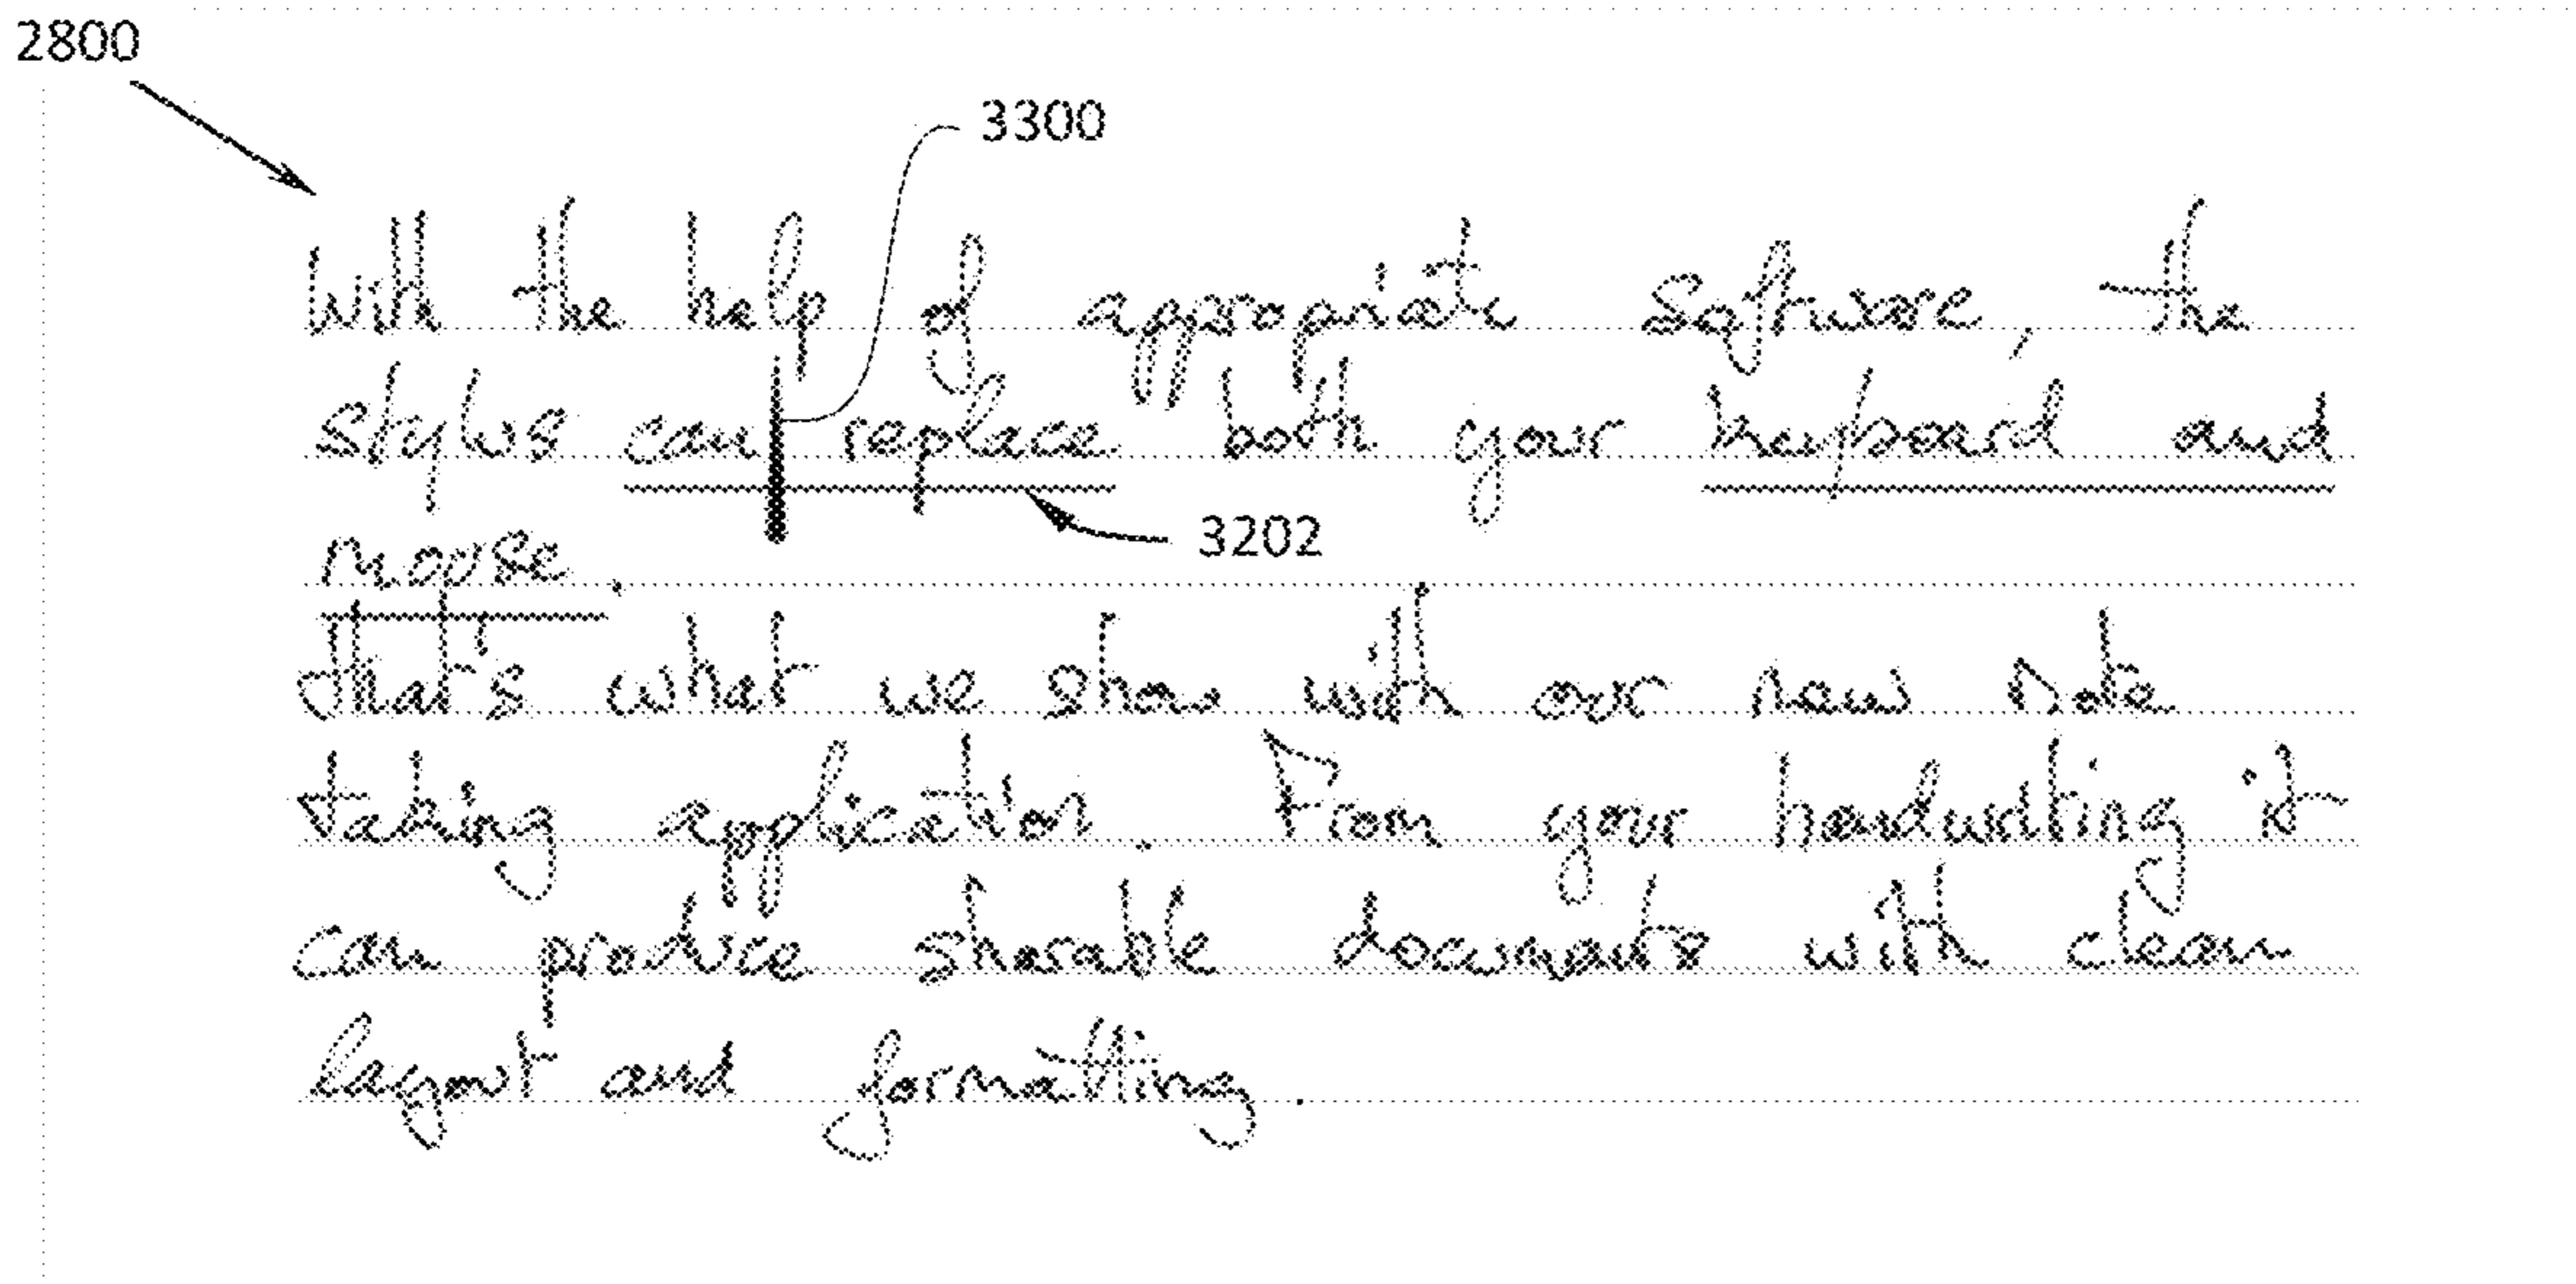 2800
3300
With the help of appropriate software, the
stylus can replace both your keyboard and
3202
mouse.
that's what we show with our new note
taking application. From your handwriting it
can produce sharable documents with clean
layout and formatting.